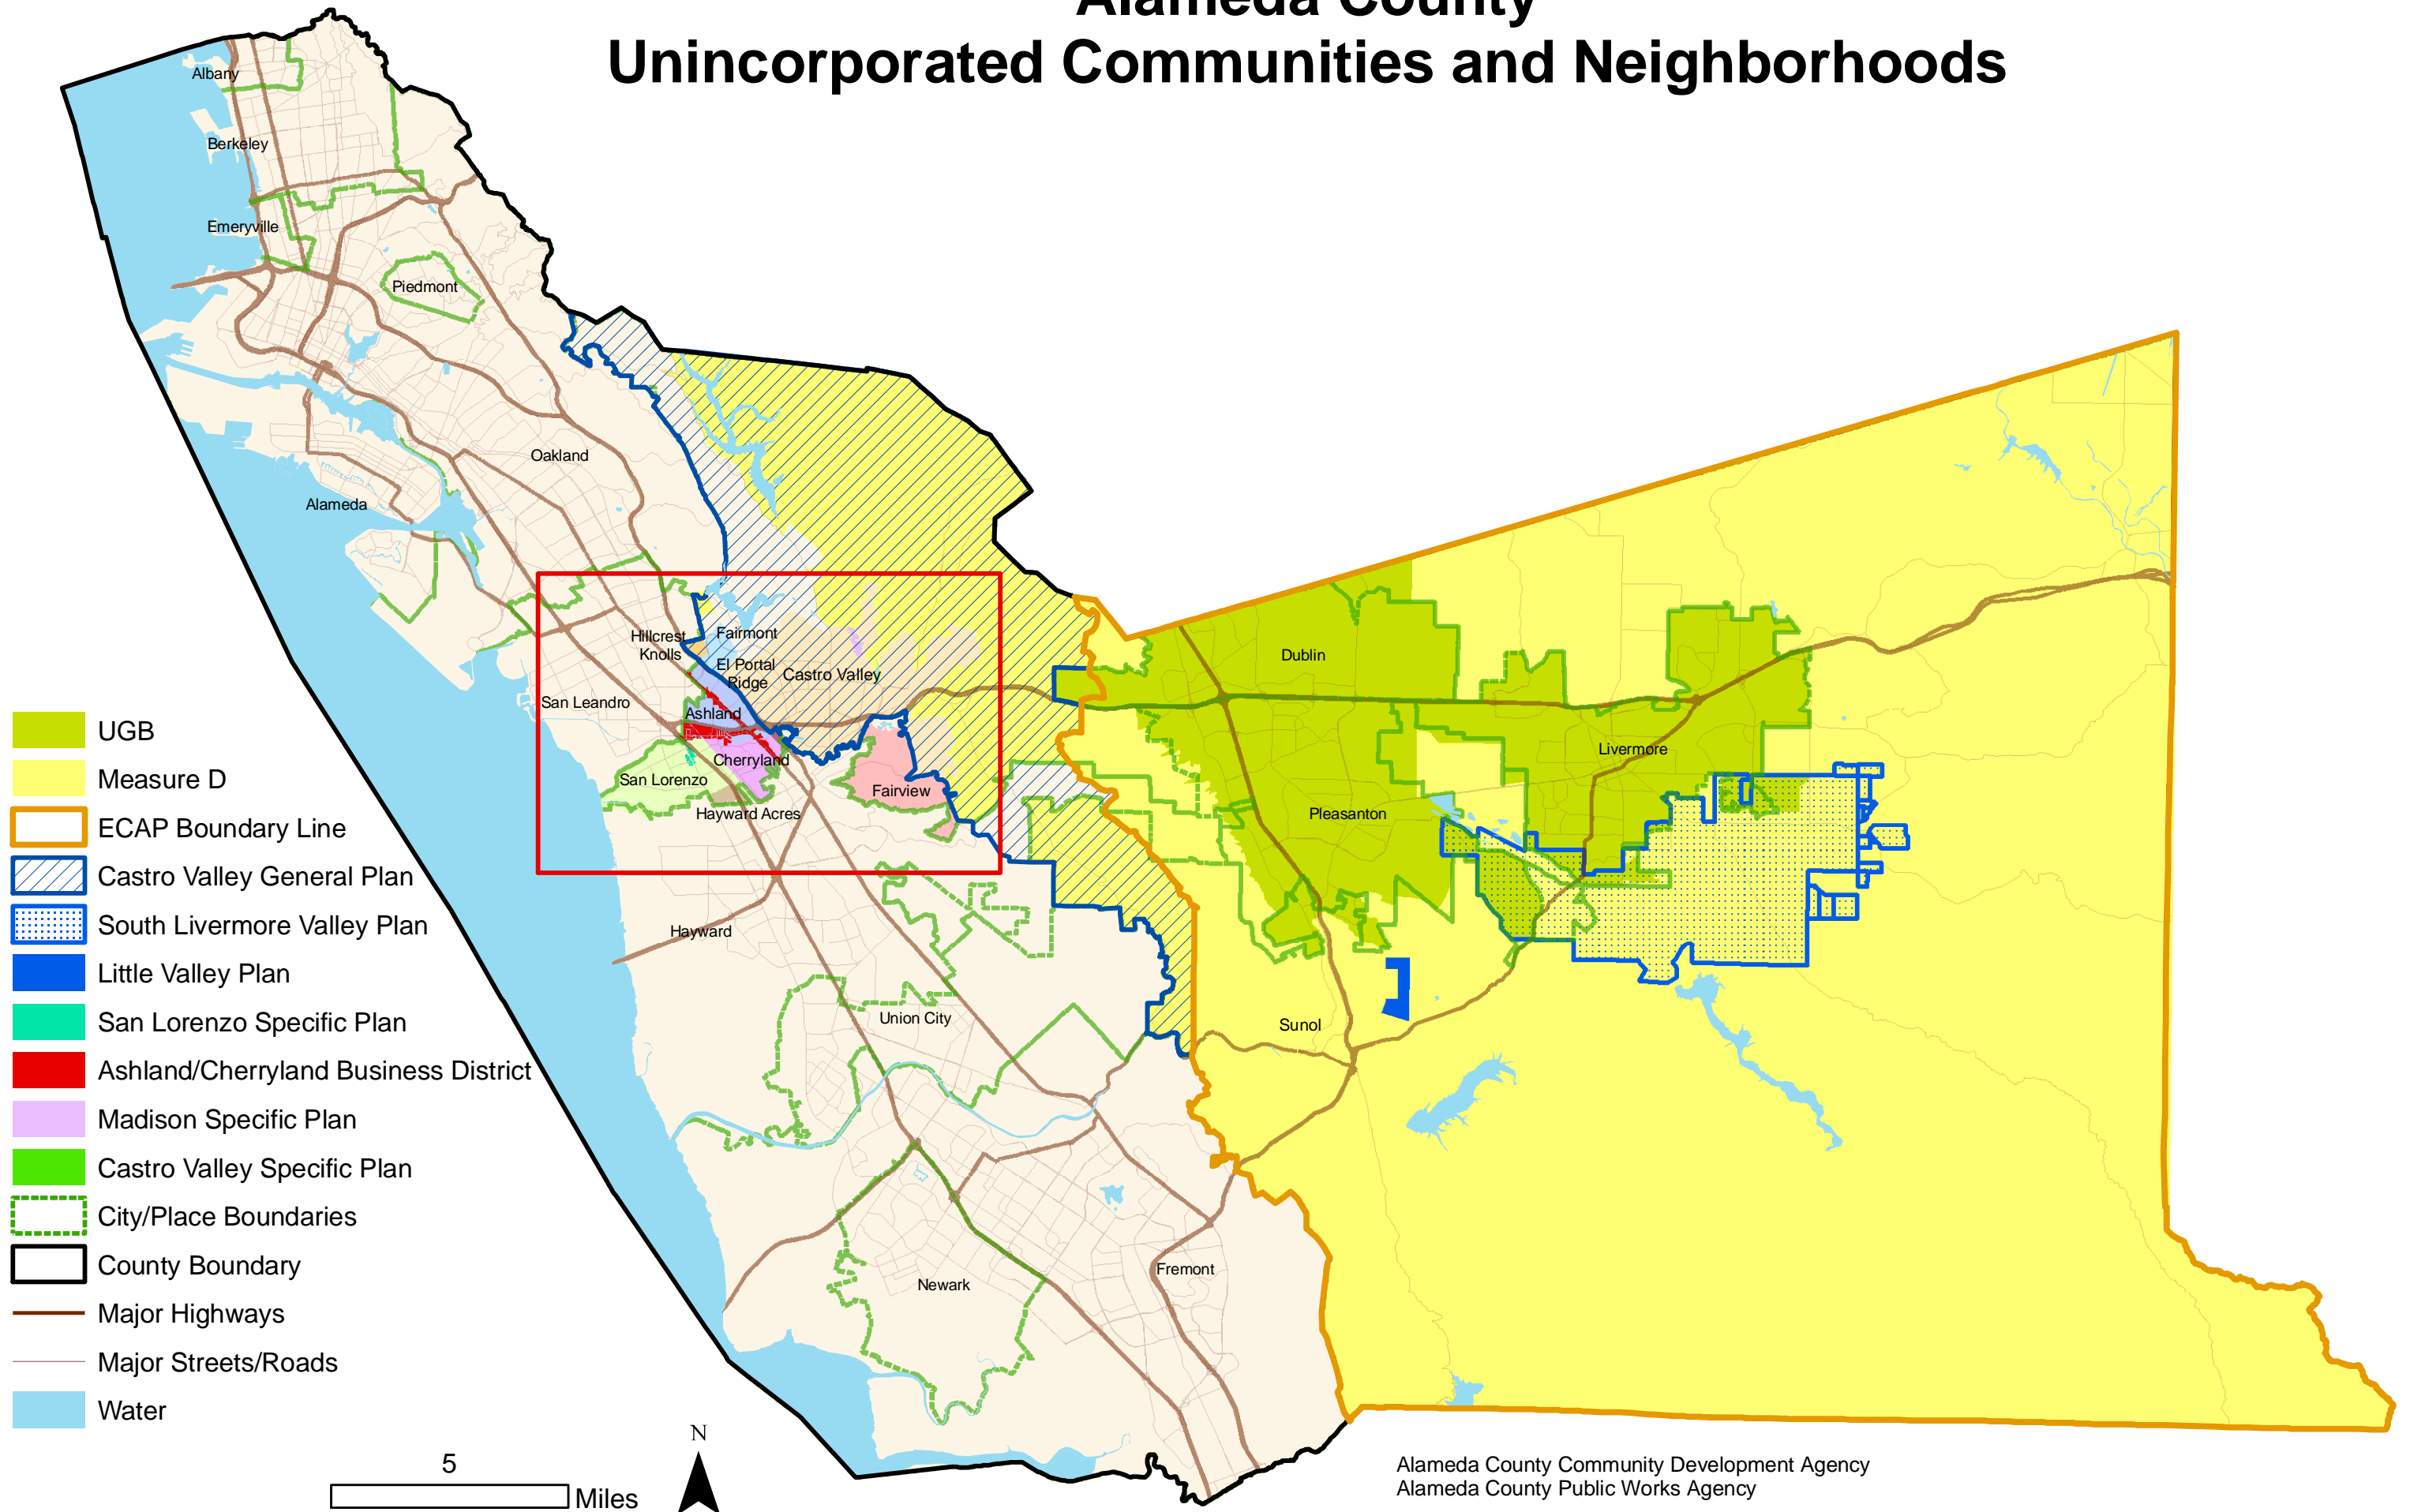 Alameda County
Unincorporated Communities and Neighborhoods
Albany
Berkeley
Emeryville
Piedmont
Oakland
Alameda
Hillcrest
Knolls
Fairmont
El Portal
Ridge
Castro Valley
San Leandro
Ashland
Cherryland
San Lorenzo
Fairview
Hayward Acres
Hayward
Union City
Newark
Fremont
Dublin
Livermore
Pleasanton
Sunol
UGB
Measure D
ECAP Boundary Line
Castro Valley General Plan
South Livermore Valley Plan
Little Valley Plan
San Lorenzo Specific Plan
Ashland/Cherryland Business District
Madison Specific Plan
Castro Valley Specific Plan
City/Place Boundaries
County Boundary
Major Highways
Major Streets/Roads
Water
5
Miles
N
Alameda County Community Development Agency
Alameda County Public Works Agency